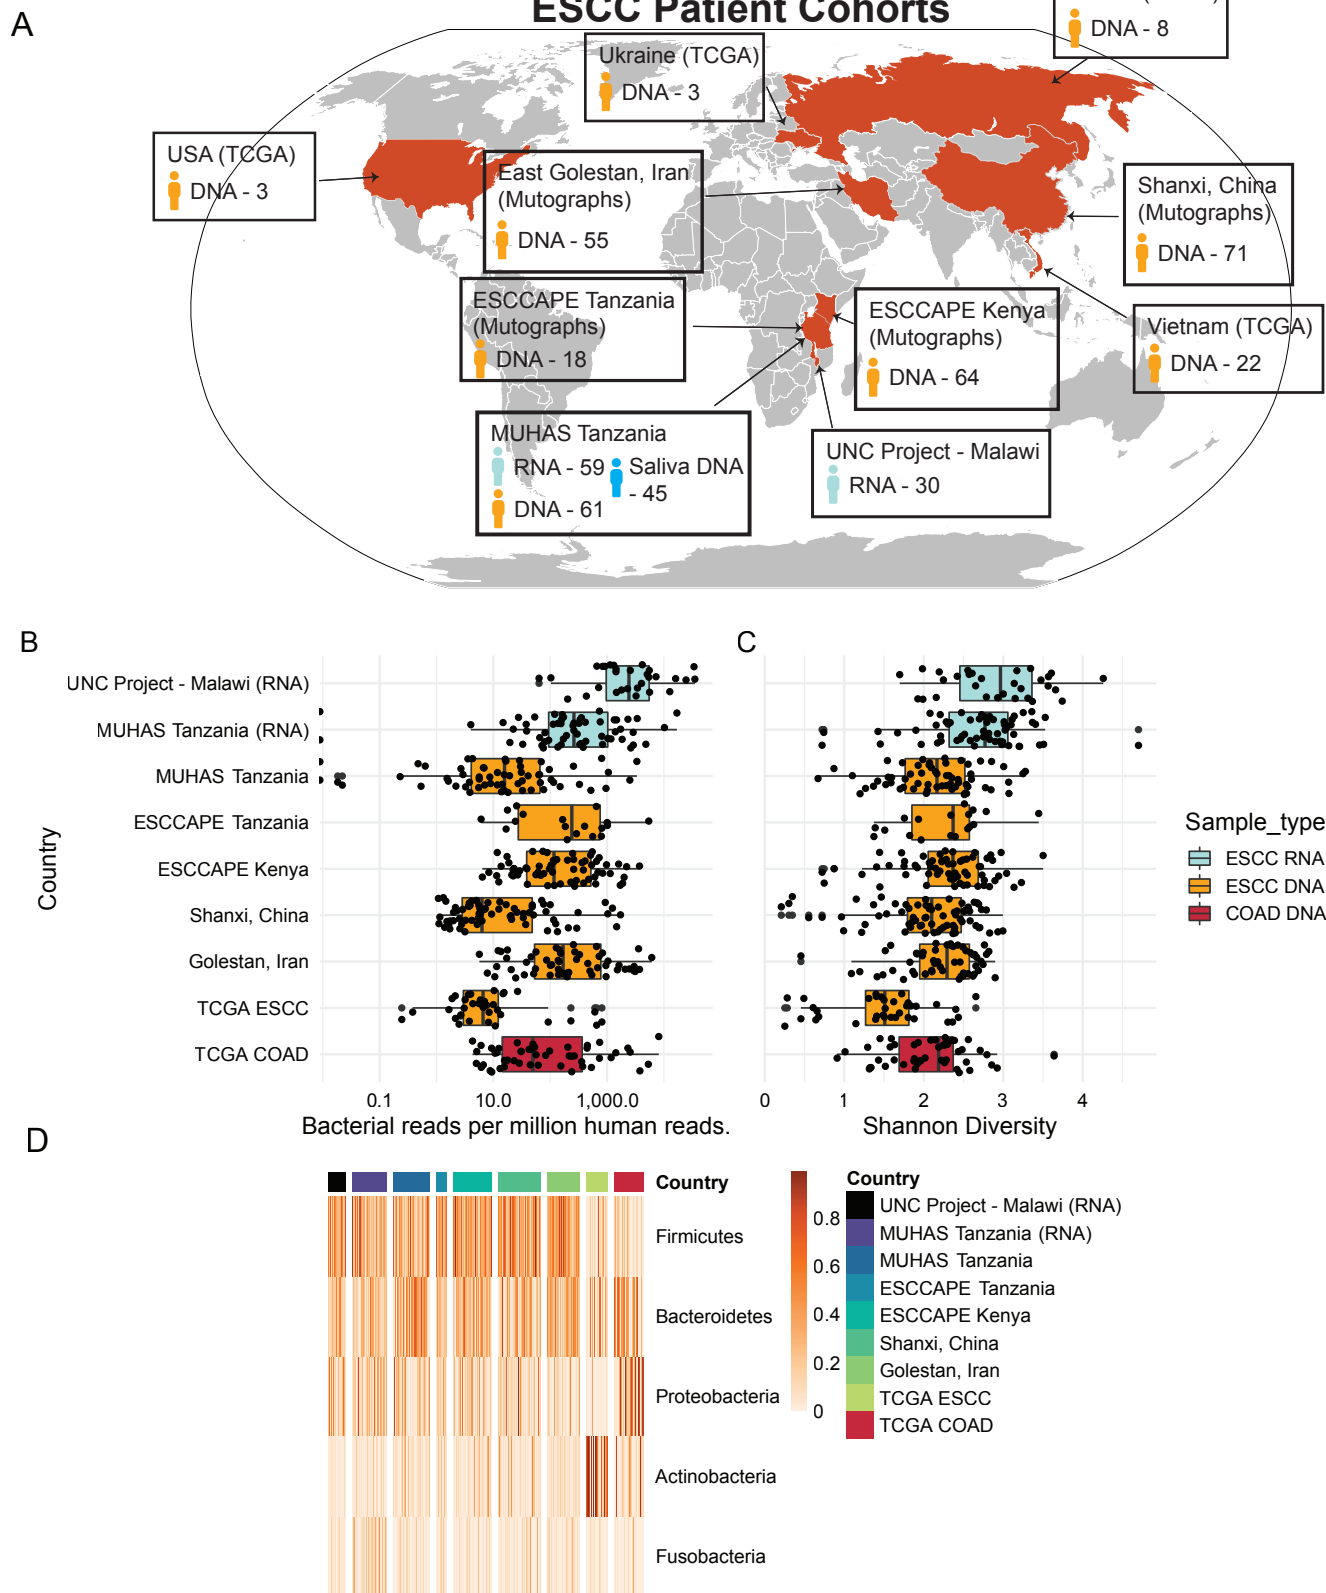 A
ESCC Patient Cohorts
DNA - 8
Ukraine (TCGA)
DNA - 3
USA (TCGA)
DNA - 3
East Golestan, Iran
(Mutographs)
DNA - 55
Shanxi, China
(Mutographs)
DNA - 71
ESCCAPE Tanzania
(Mutographs)
DNA - 18
ESCCAPE Kenya
(Mutographs)
DNA - 64
Vietnam (TCGA)
DNA - 22
MUHAS Tanzania
RNA - 59
DNA - 61
Saliva DNA
- 45
UNC Project - Malawi
RNA - 30
B
Country
UNC Project - Malawi (RNA)
MUHAS Tanzania (RNA)
MUHAS Tanzania
ESCCAPE Tanzania
ESCCAPE Kenya
Shanxi, China
Golestan, Iran
TCGA ESCC
TCGA COAD
0.1 10.0 1,000.0
Bacterial reads per million human reads.
C
0 1 2 3 4
Shannon Diversity
Sample_type
ESCC RNA
ESCC DNA
COAD DNA
D
Country
Firmicutes
Bacteroidetes
Proteobacteria
Actinobacteria
Fusobacteria
0.8
0.6
0.4
0.2
0
Country
UNC Project - Malawi (RNA)
MUHAS Tanzania (RNA)
MUHAS Tanzania
ESCCAPE Tanzania
ESCCAPE Kenya
Shanxi, China
Golestan, Iran
TCGA ESCC
TCGA COAD